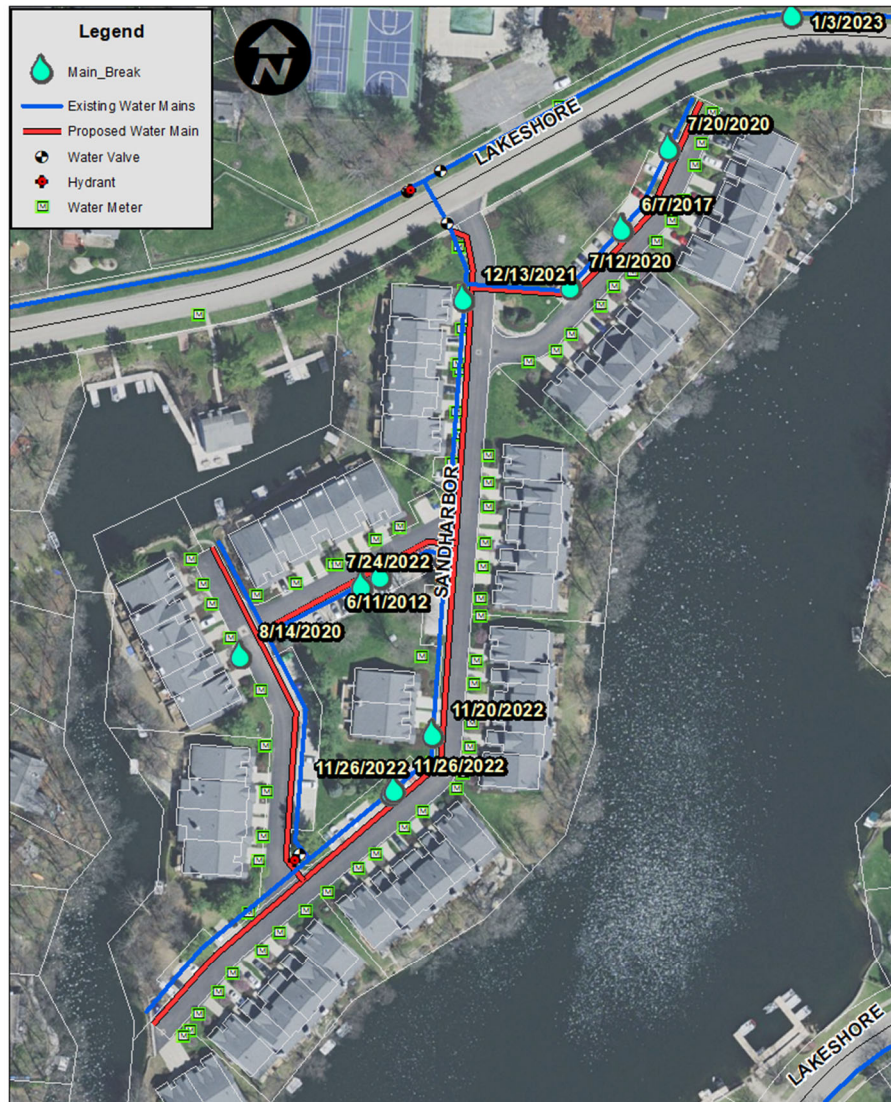 Legend
Main_Break
Existing Water Mains
Proposed Water Main
Water Valve
Hydrant
Water Meter
N
1/3/2023
LAKESHORE
7/20/2020
6/7/2017
7/12/2020
12/13/2021
SANDHARBOR
7/24/2022
6/11/2012
8/14/2020
11/20/2022
11/26/2022
11/26/2022
LAKESHORE